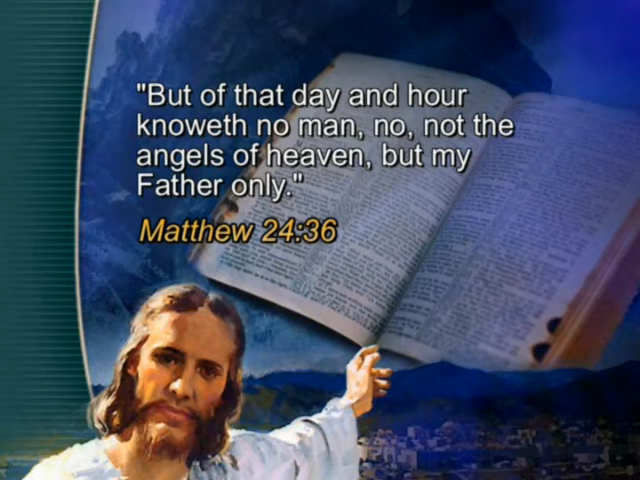 "But of that day and hour
knoweth no man, no, not the
angels of heaven, but my
Father only."
Matthew 24:36